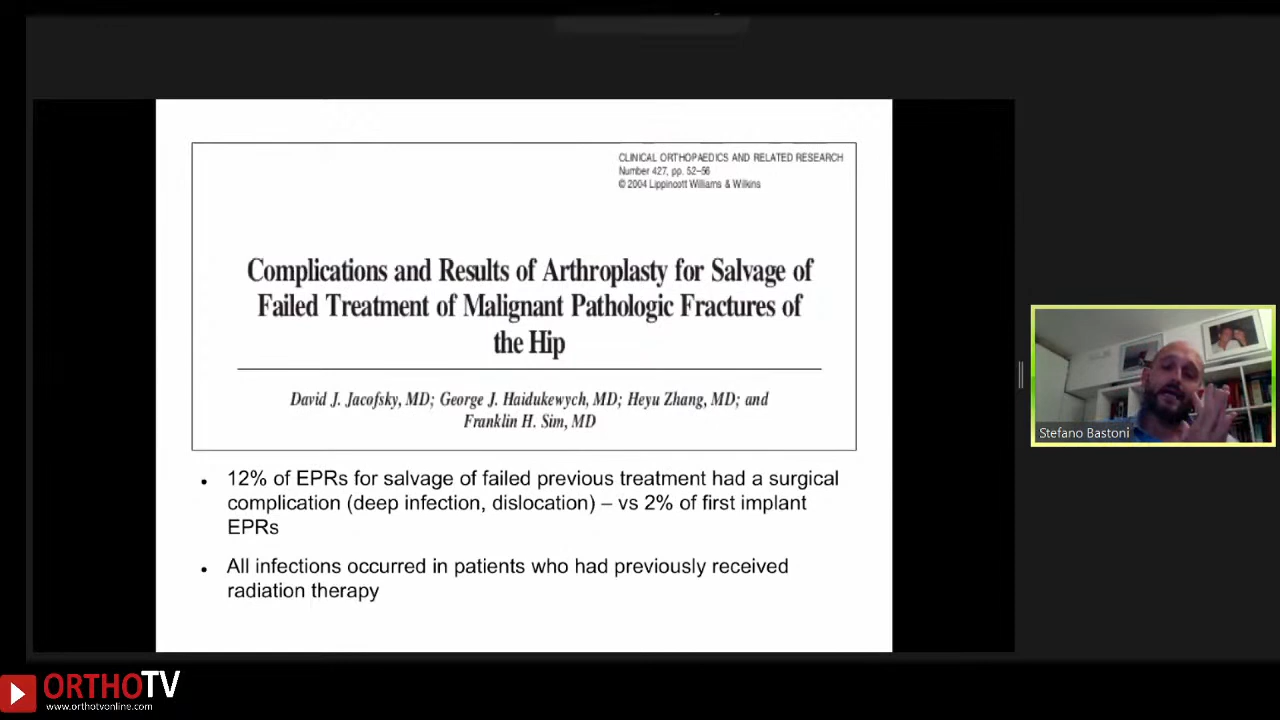 CLINICAL ORTHOPAEDICS AND RELATED RESEARCH
Number 427, pp. 52–56
© 2004 Lippincott Williams & Wilkins
Complications and Results of Arthroplasty for Salvage of
Failed Treatment of Malignant Pathologic Fractures of
the Hip
David J. Jacofsky, MD; George J. Haidukewych, MD; Heyu Zhang, MD; and
Franklin H. Sim, MD
• 12% of EPRs for salvage of failed previous treatment had a surgical
complication (deep infection, dislocation) – vs 2% of first implant
EPRs
• All infections occurred in patients who had previously received
radiation therapy
Stefano Bastoni
ORTHOTV
www.orthotvonline.com